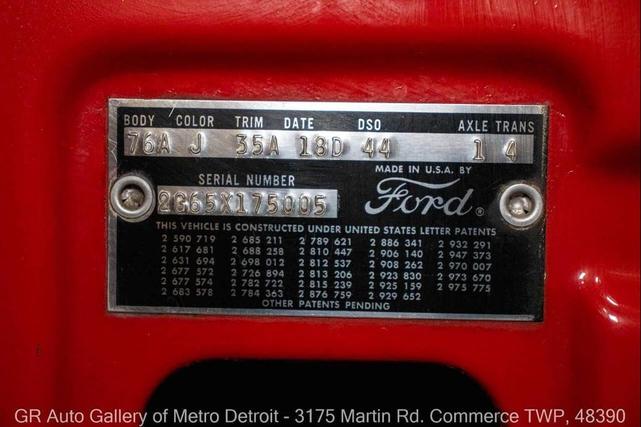 BODY COLOR TRIM DATE DSO AXLE TRANS
76A J 35A 18D 44 1 4
SERIAL NUMBER
2G65X175005
MADE IN U.S.A. BY
Ford®
THIS VEHICLE IS CONSTRUCTED UNDER UNITED STATES LETTER PATENTS
2 590 719 2 685 211 2 789 621 2 886 341 2 932 291
2 617 681 2 688 258 2 810 447 2 906 140 2 947 373
2 631 694 2 698 012 2 812 537 2 908 262 2 970 007
2 677 572 2 726 894 2 813 206 2 923 830 2 973 670
2 677 574 2 782 722 2 815 239 2 925 159 2 975 775
2 683 578 2 784 363 2 876 759 2 929 652
OTHER PATENTS PENDING
GR Auto Gallery of Metro Detroit - 3175 Martin Rd. Commerce TWP, 48390